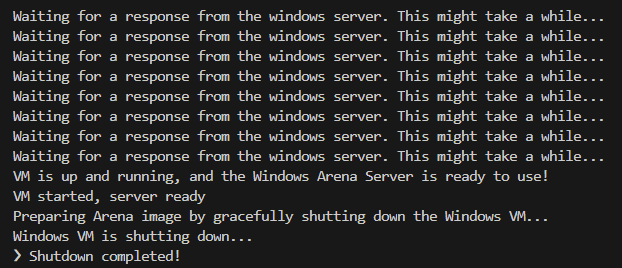 Waiting for a response from the windows server. This might take a while...
Waiting for a response from the windows server. This might take a while...
Waiting for a response from the windows server. This might take a while...
Waiting for a response from the windows server. This might take a while...
Waiting for a response from the windows server. This might take a while...
Waiting for a response from the windows server. This might take a while...
Waiting for a response from the windows server. This might take a while...
Waiting for a response from the windows server. This might take a while...
VM is up and running, and the Windows Arena Server is ready to use!
VM started, server ready
Preparing Arena image by gracefully shutting down the Windows VM...
Windows VM is shutting down...
❯ Shutdown completed!